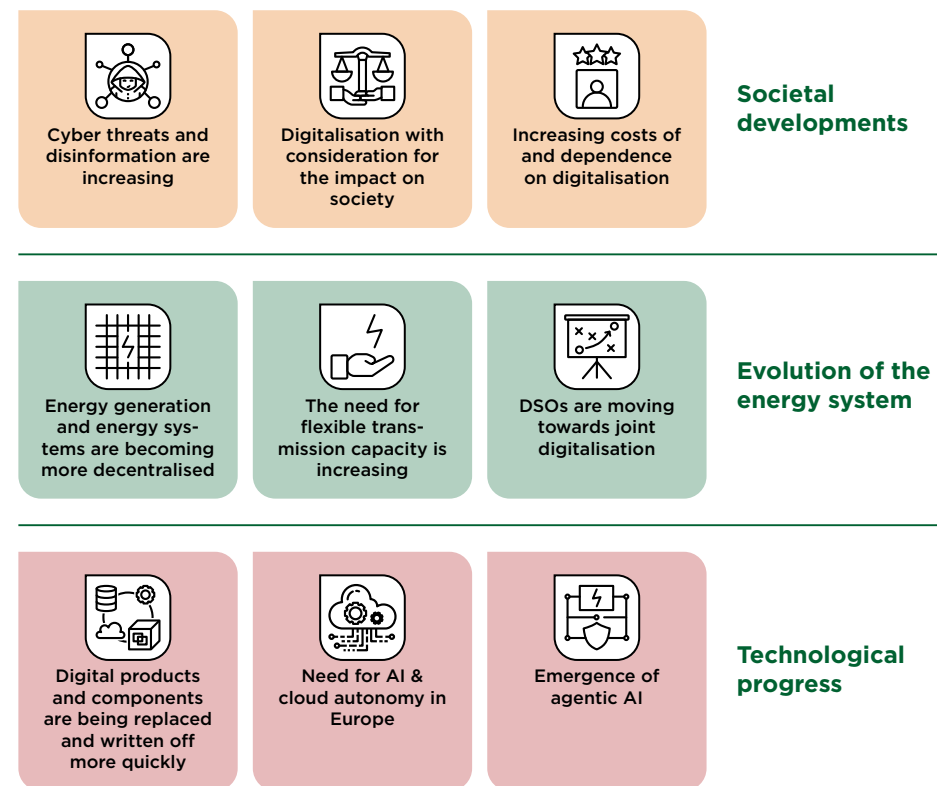 Cyber threats and
disinformation are
increasing
Digitalisation with
consideration for
the impact on
society
Increasing costs of
and dependence
on digitalisation
Societal
developments
Energy generation
and energy sys-
tems are becoming
more decentralised
The need for
flexible trans-
mission capacity is
increasing
DSOs are moving
towards joint
digitalisation
Evolution of the
energy system
Digital products
and components
are being replaced
and written off
more quickly
Need for AI &
cloud autonomy in
Europe
Emergence of
agentic AI
Technological
progress